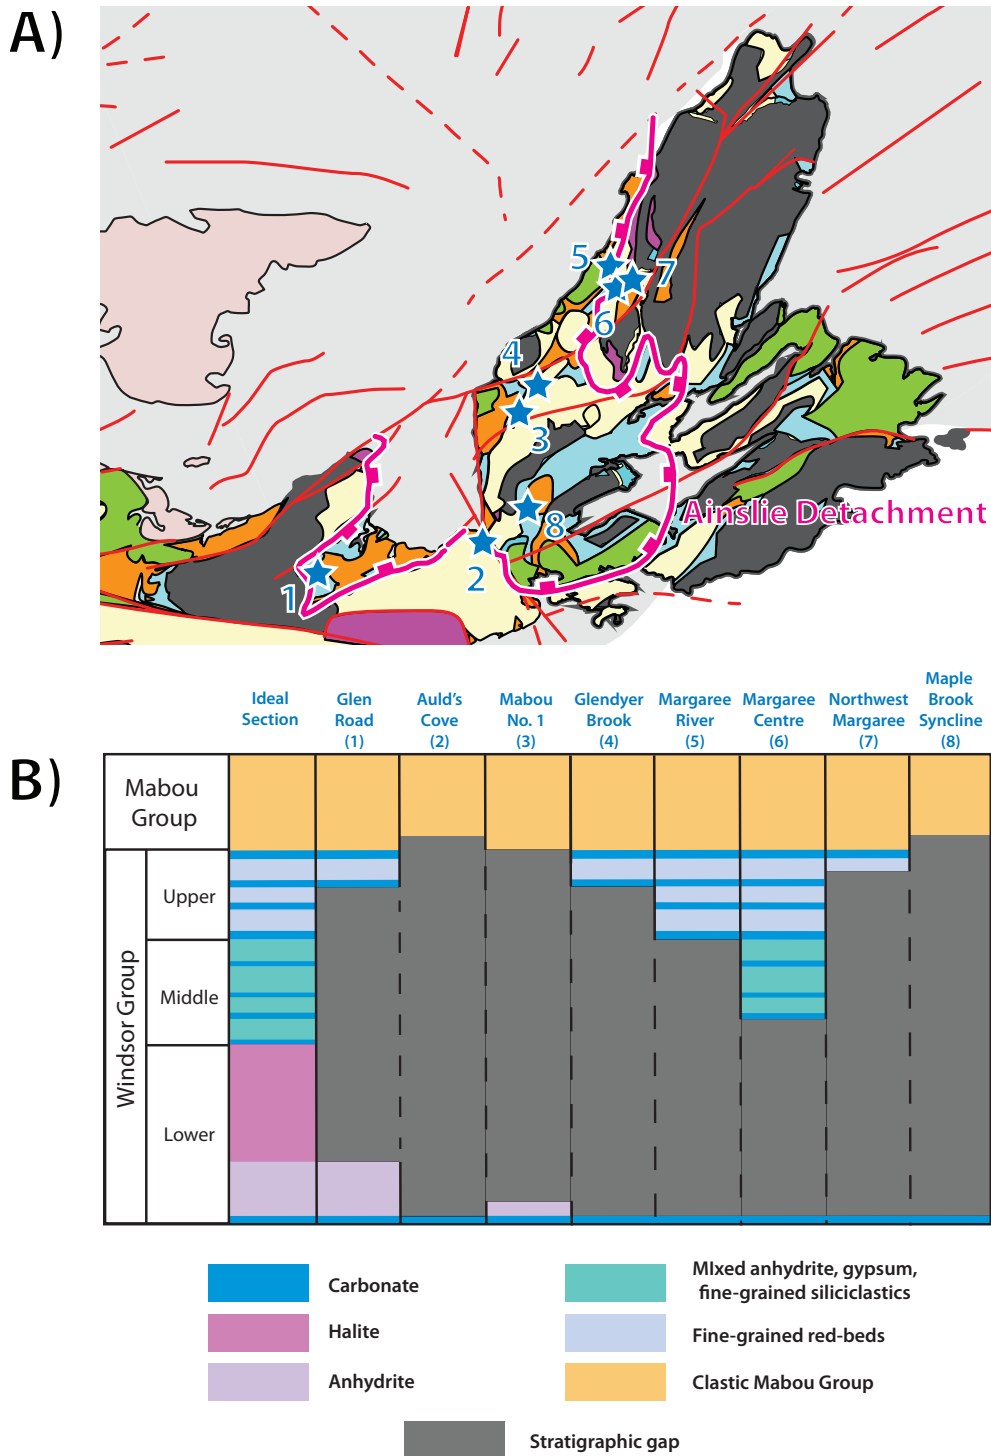 A)
5
7
6
4
3
8
2
1
Ainslie Detachment
B)
Ideal
Section
Glen
Road
(1)
Auld's
Cove
(2)
Mabou
No. 1
(3)
Glendyer
Brook
(4)
Margaree
River
(5)
Margaree
Centre
(6)
Northwest
Margaree
(7)
Maple
Brook
Syncline
(8)
Mabou
Group
Windsor Group
Upper
Middle
Lower
Carbonate
Halite
Anhydrite
MIxed anhydrite, gypsum,
fine-grained siliciclastics
Fine-grained red-beds
Clastic Mabou Group
Stratigraphic gap